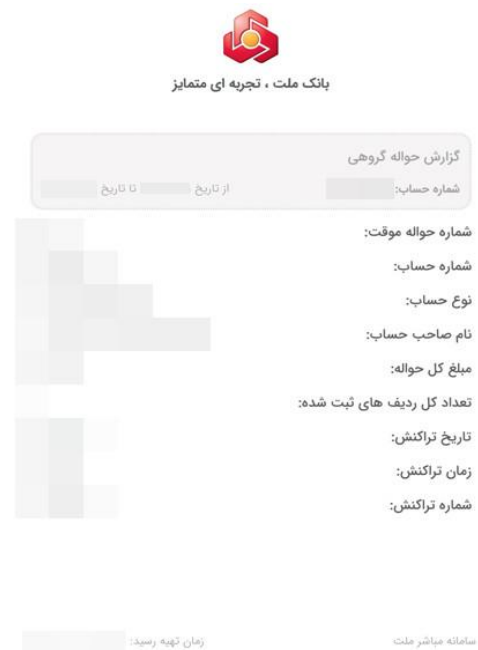 بانک ملت ، تجربه ای متمایز
گزارش حواله گروهی
شماره حساب: از تاریخ تا تاریخ
شماره حواله موقت:
شماره حساب:
نوع حساب:
نام صاحب حساب:
مبلغ کل حواله:
تعداد کل ردیف های ثبت شده:
تاریخ تراکنش:
زمان تراکنش:
شماره تراکنش:
سامانه مباشر ملت زمان تهیه رسید: